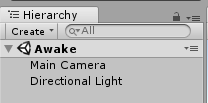 Hierarchy
Create All
Awake
Main Camera
Directional Light